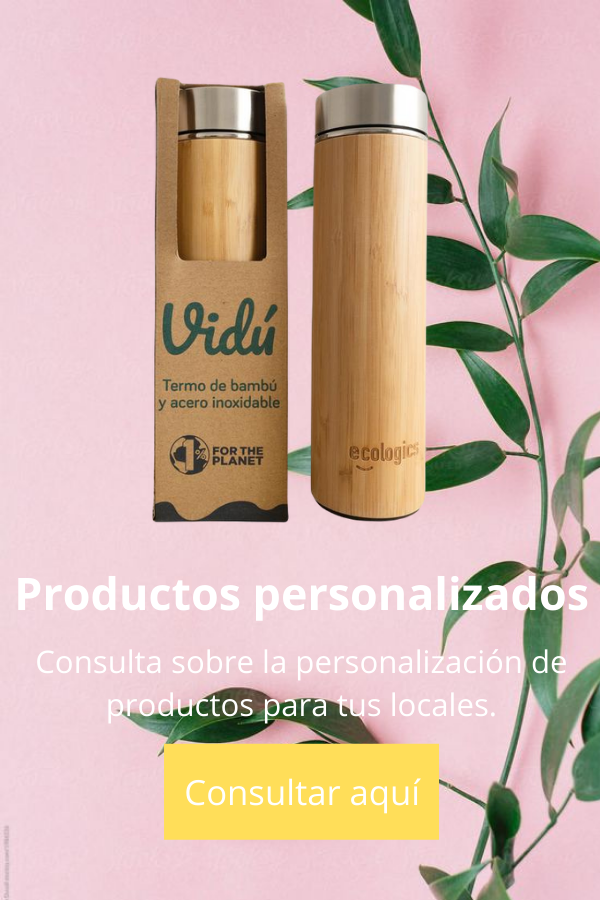 Vidú
Termo de bambú
y acero inoxidable
1%
FOR THE
PLANET
ecologics
Productos personalizados
Consulta sobre la personalización de
productos para tus locales.
Consultar aquí